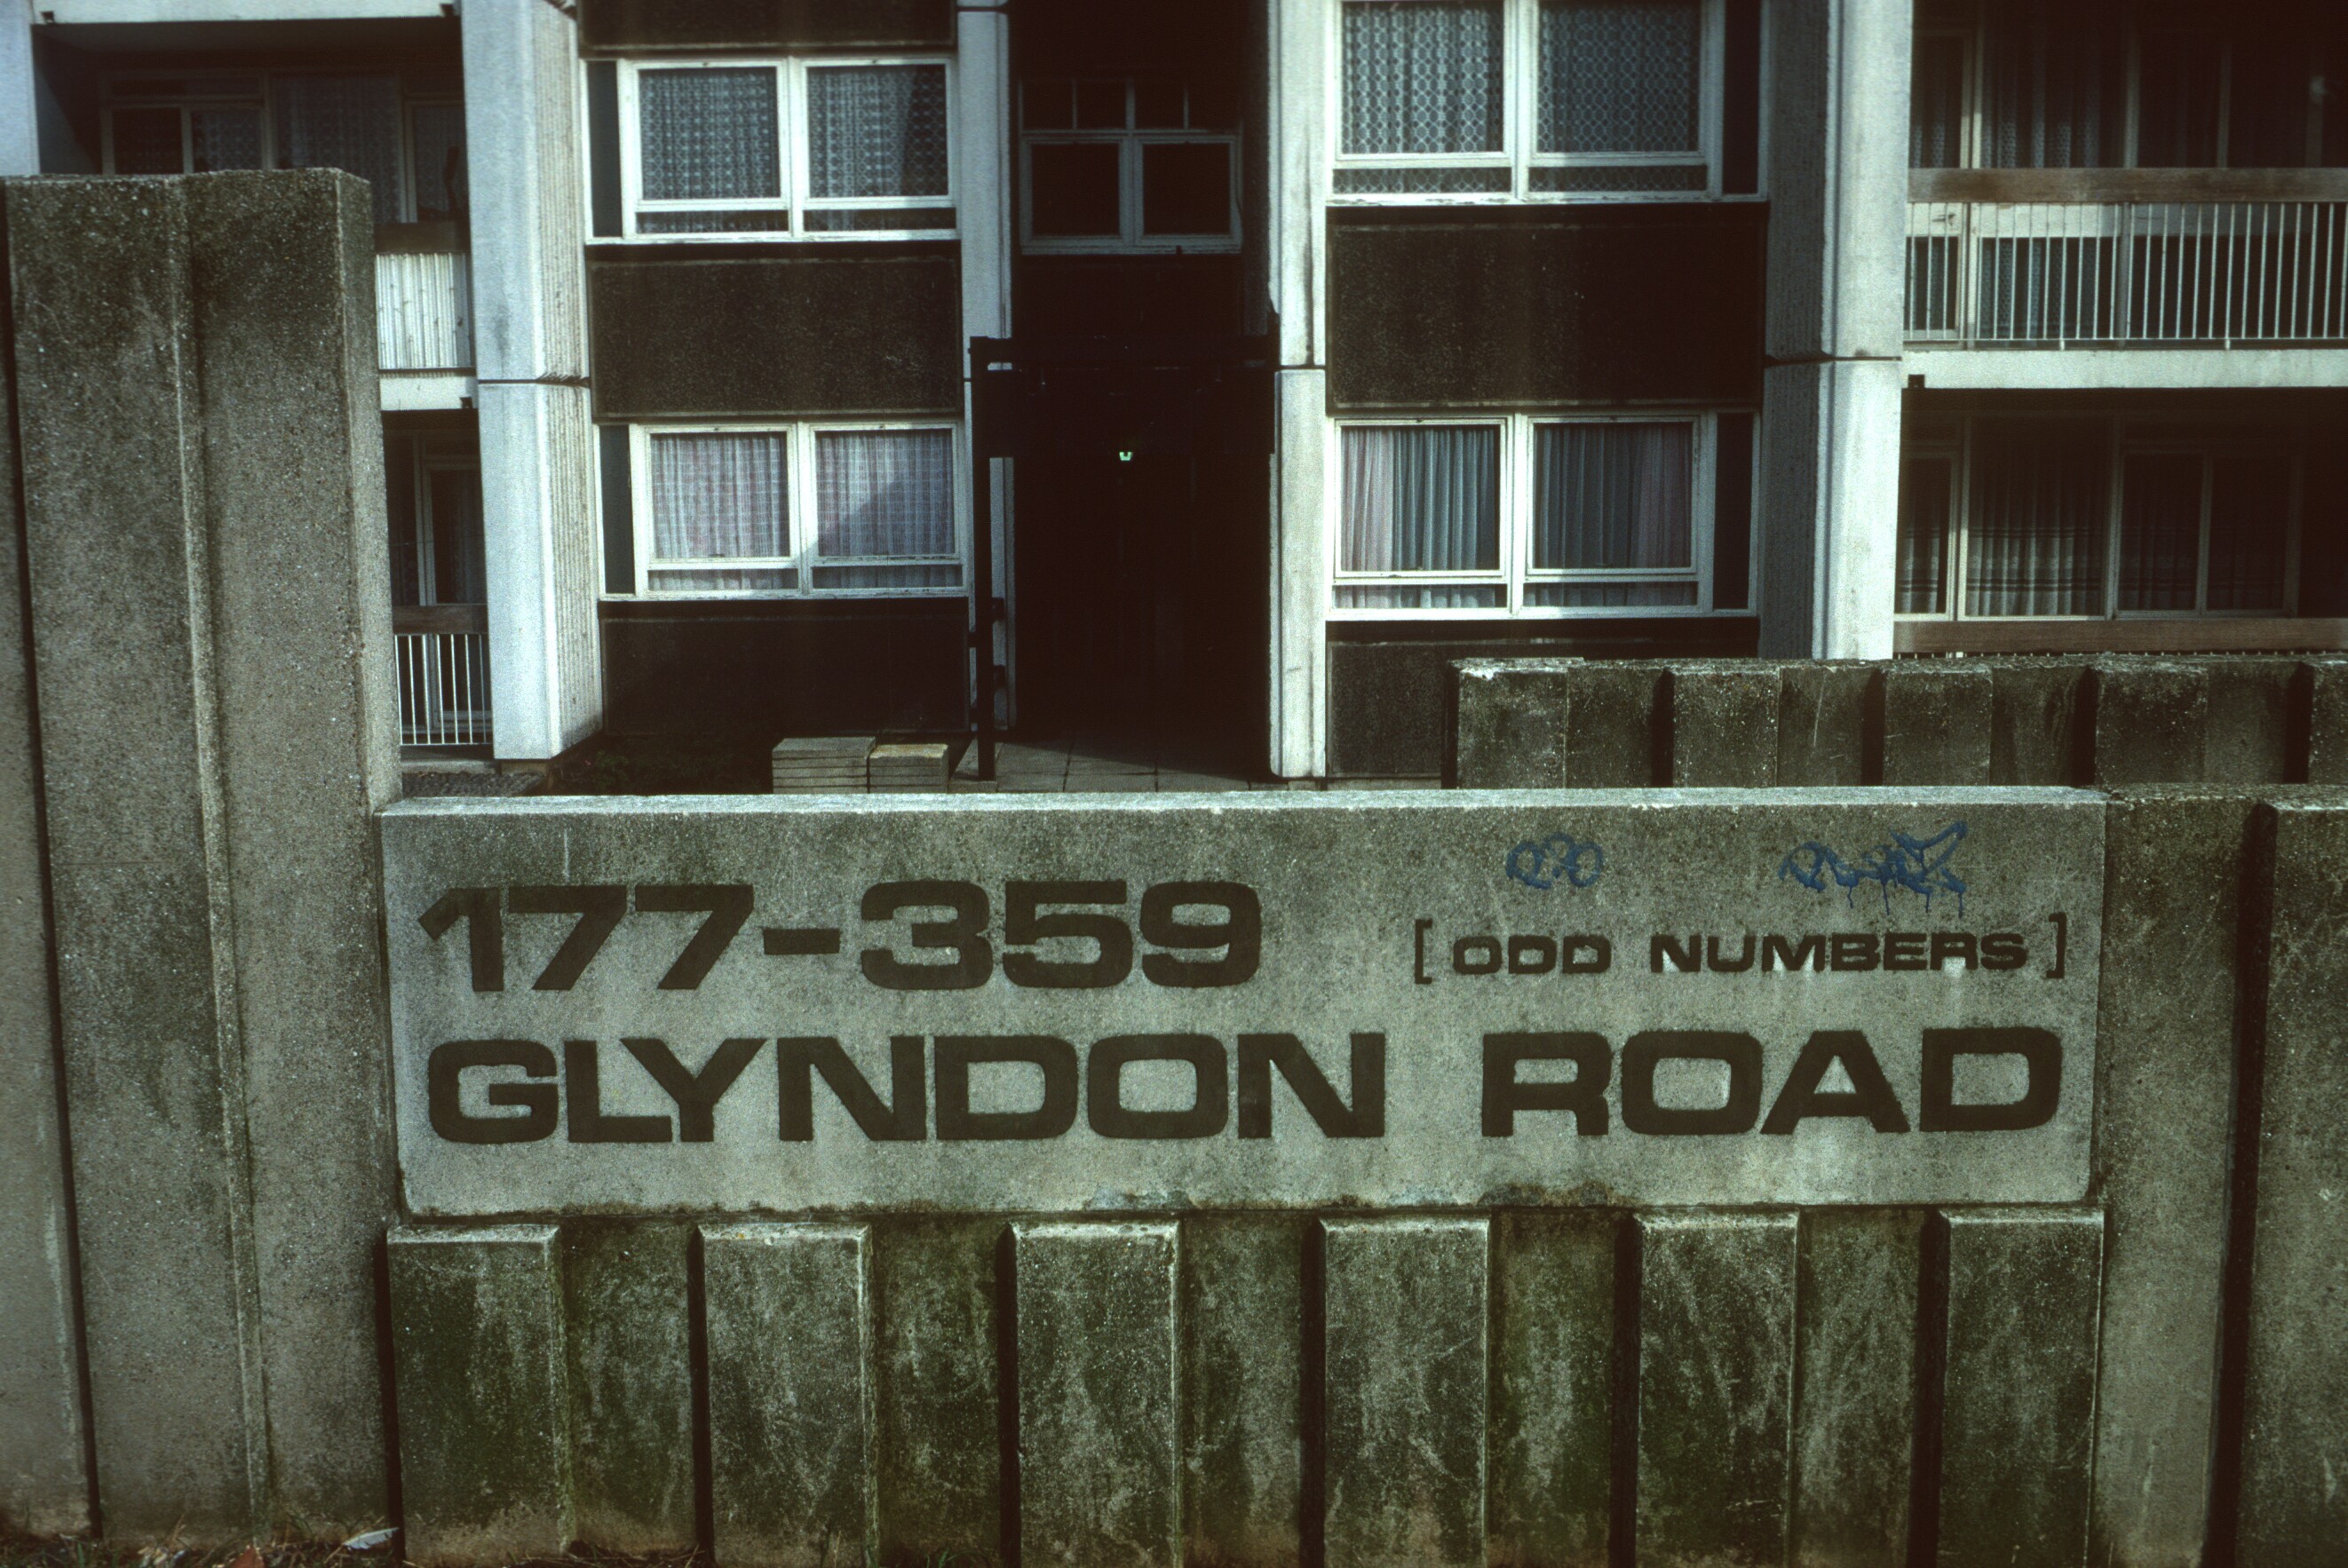 177-359 [ODD NUMBERS]
GLYNDON ROAD